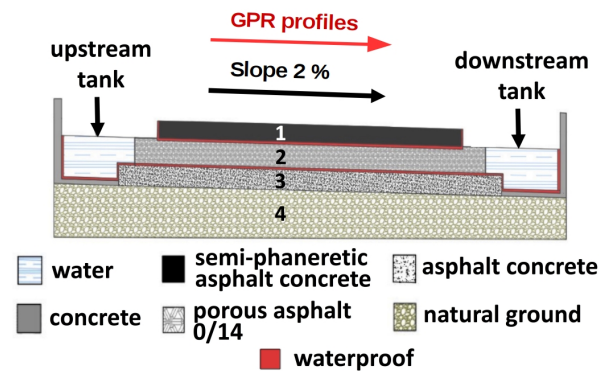 GPR profiles
upstream
tank
Slope 2 %
downstream
tank
1
2
3
4
water
semi-phaneretic
asphalt concrete
asphalt concrete
concrete
porous asphalt
0/14
natural ground
waterproof